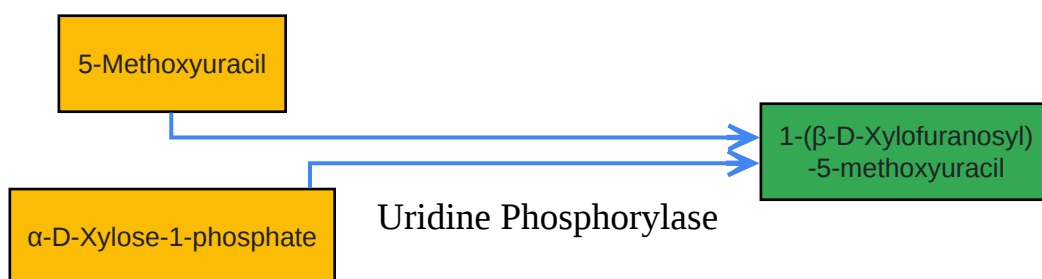 5-Methoxyuracil
1-(β-D-Xylofuranosyl)
-5-methoxyuracil
α-D-Xylose-1-phosphate
Uridine Phosphorylase